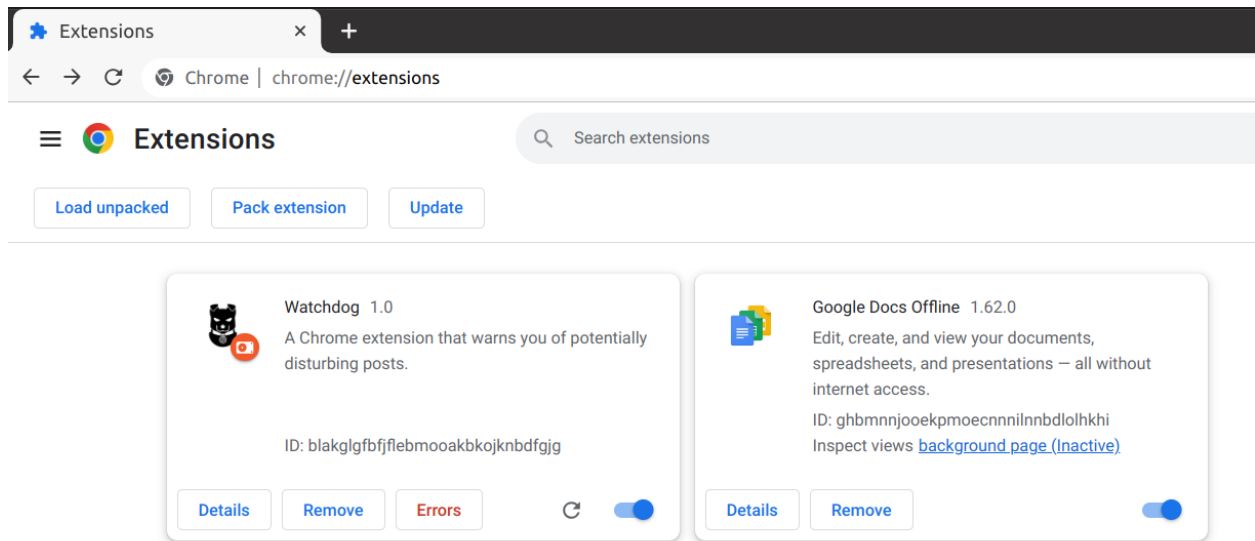 Extensions
Chrome | chrome://extensions
Extensions
Search extensions
Load unpacked
Pack extension
Update
Watchdog 1.0
A Chrome extension that warns you of potentially
disturbing posts.
ID: blakglgfbfjflebmooakbkojknbdfgjg
Details
Remove
Errors
Google Docs Offline 1.62.0
Edit, create, and view your documents,
spreadsheets, and presentations — all without
internet access.
ID: ghbmnnjooekpmoecnnnilnnbdlolhkhi
Inspect views background page (Inactive)
Details
Remove